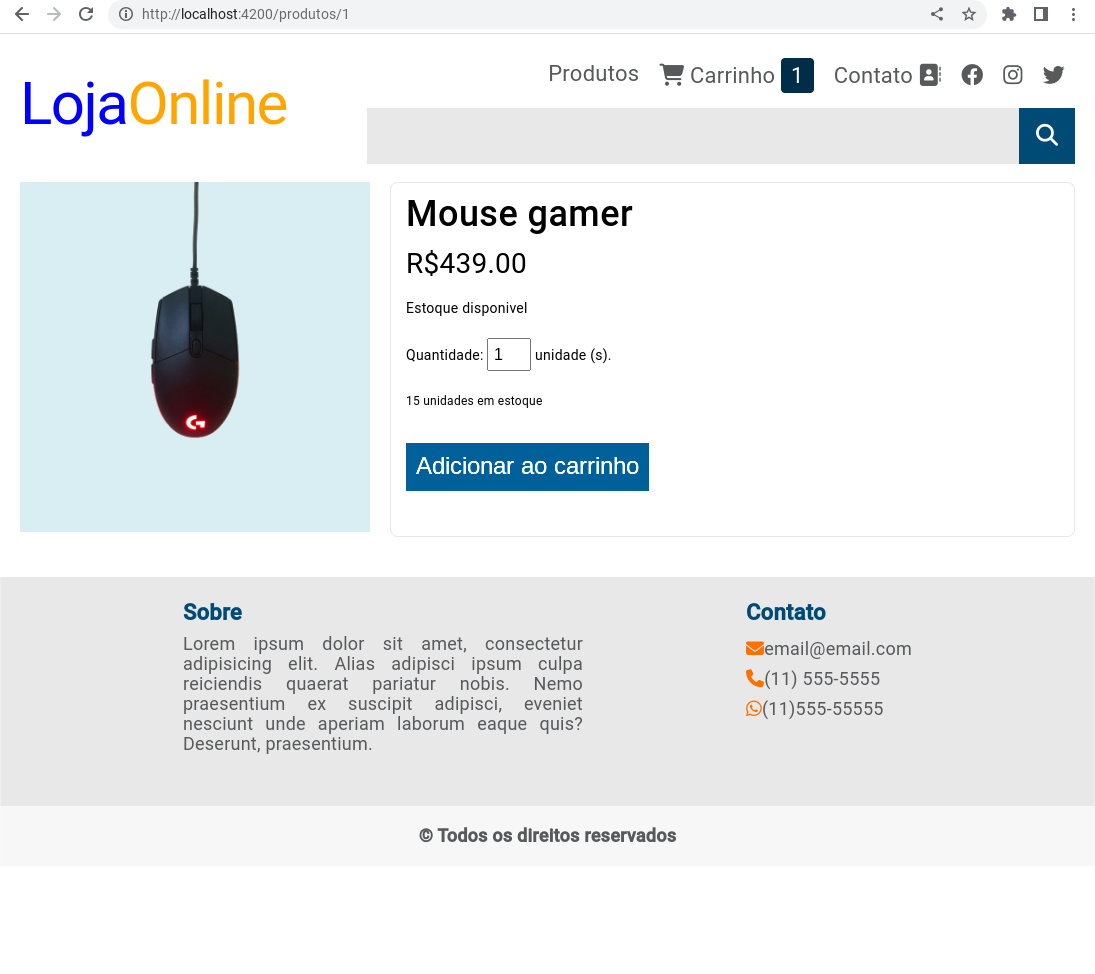 http://localhost:4200/produtos/1
Produtos Carrinho 1 Contato
LojaOnline
Mouse gamer
R$439.00
Estoque disponivel
Quantidade: 1 unidade (s).
15 unidades em estoque
Adicionar ao carrinho
G
Sobre
Lorem ipsum dolor sit amet, consectetur
adipisicing elit. Alias adipisci ipsum culpa
reiciendis quaerat pariatur nobis. Nemo
praesentium ex suscipit adipisci, eveniet
nesciunt unde aperiam laborum eaque quis?
Deserunt, praesentium.
Contato
email@email.com
(11) 555-5555
(11)555-55555
© Todos os direitos reservados